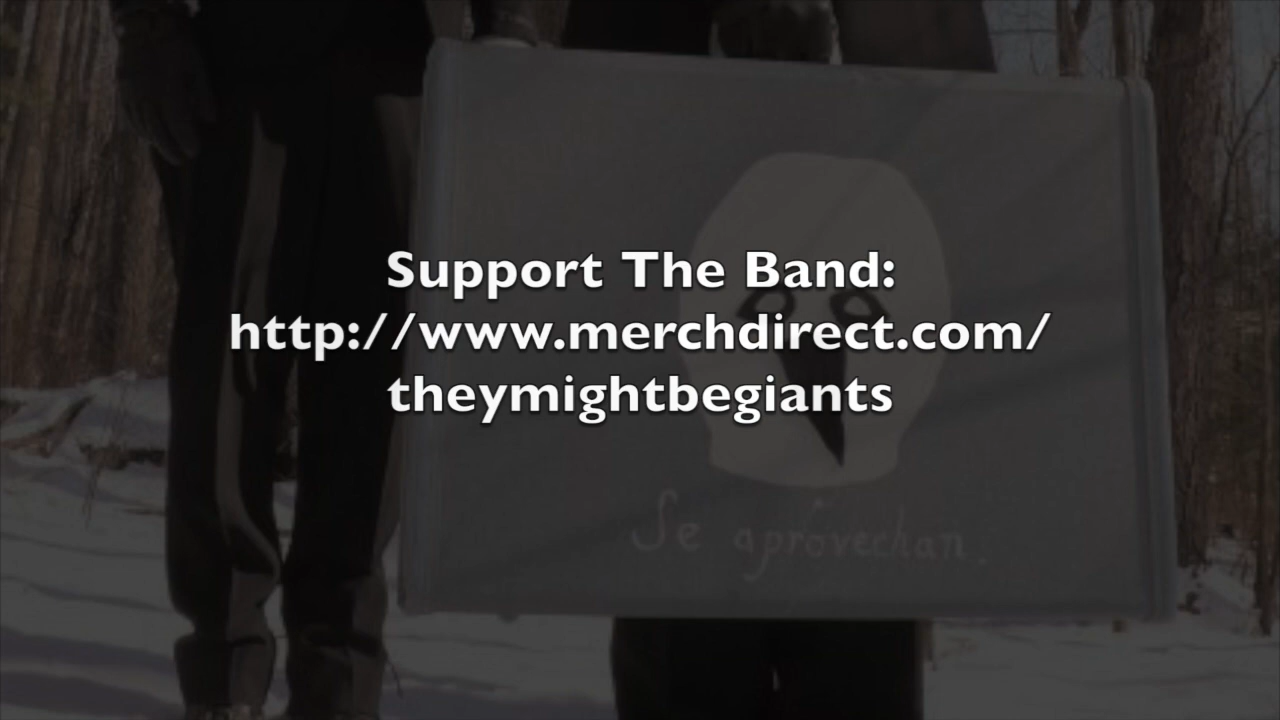 Support The Band:
http://www.merchdirect.com/
theymightbegiants
Se aprovechan.